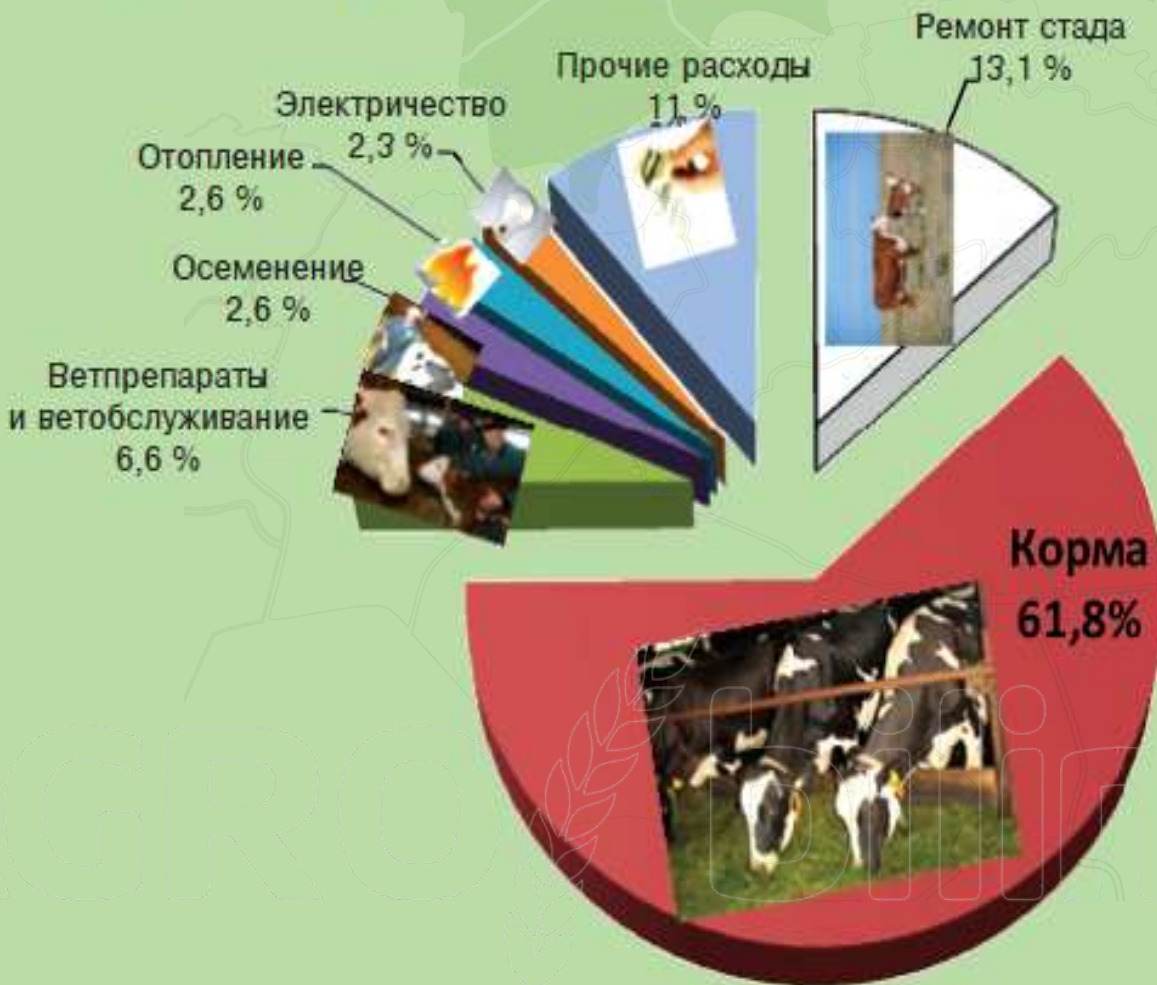 Ремонт стада
13,1 %
Прочие расходы
11 %
Электричество
2,3 %
Отопление
2,6 %
Осеменение
2,6 %
Ветпрепараты
и ветобслуживание
6,6 %
Корма
61,8%